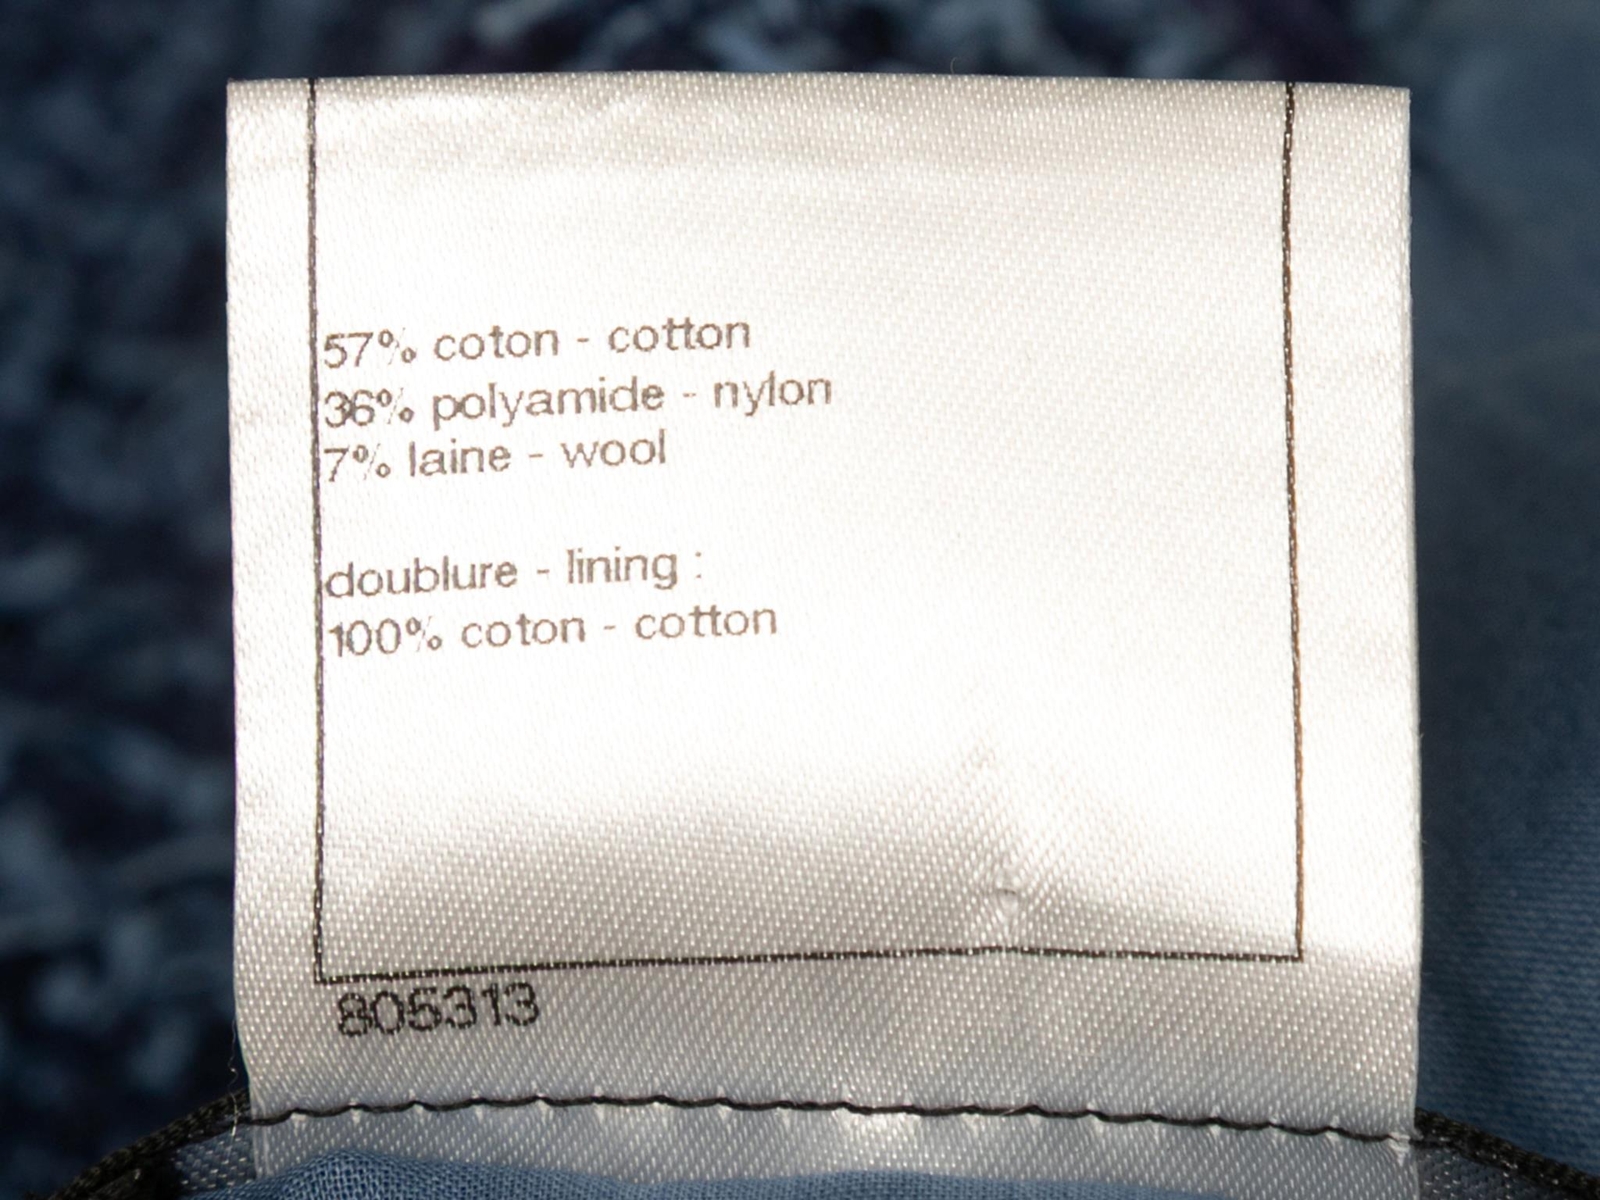 57% coton - cotton
36% polyamide - nylon
7% laine - wool
doublure - lining :
100% coton - cotton
805313